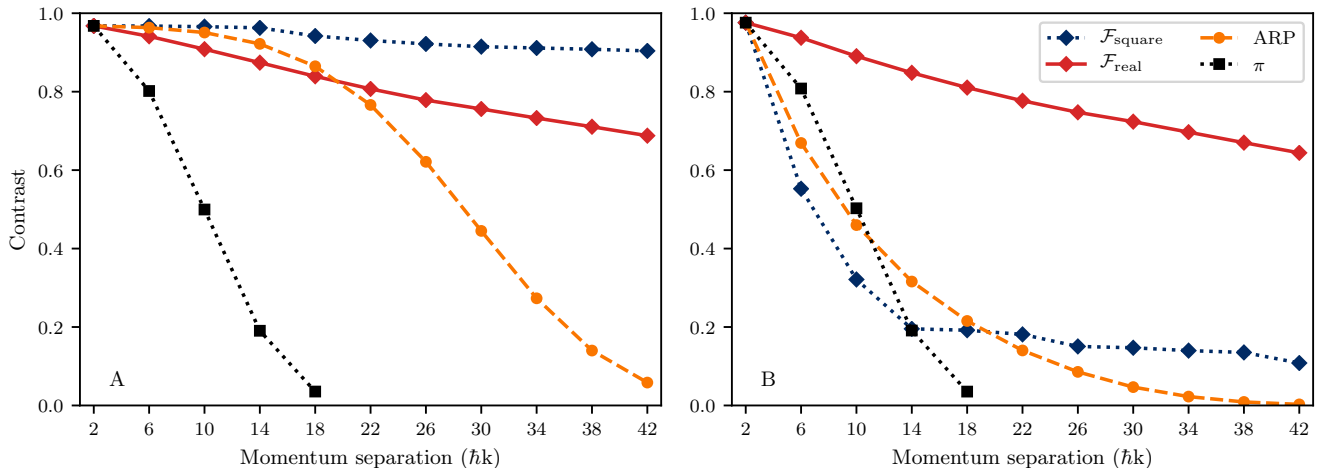 Contrast
1.0
0.8
0.6
0.4
0.2
0.0
A
2 6 10 14 18 22 26 30 34 38 42
Momentum separation (ħk)
1.0
0.8
0.6
0.4
0.2
0.0
ℱsquare ARP
ℱreal π
B
2 6 10 14 18 22 26 30 34 38 42
Momentum separation (ħk)